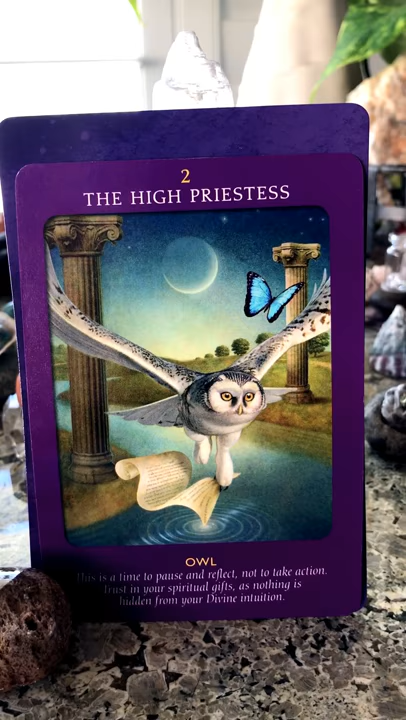 2
THE HIGH PRIESTESS
OWL
This is a time to pause and reflect, not to take action.
Trust in your spiritual gifts, as nothing is
hidden from your Divine intuition.